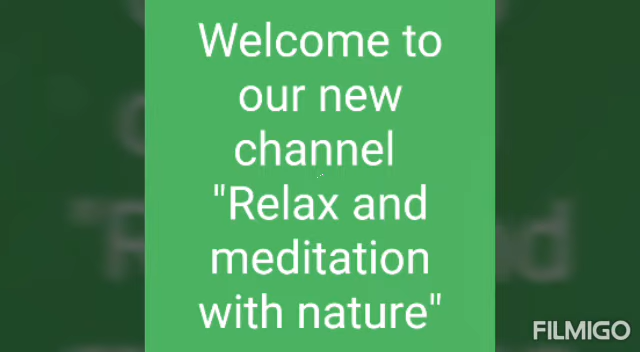 Welcome to
our new
channel
"Relax and
meditation
with nature"
FILMIGO